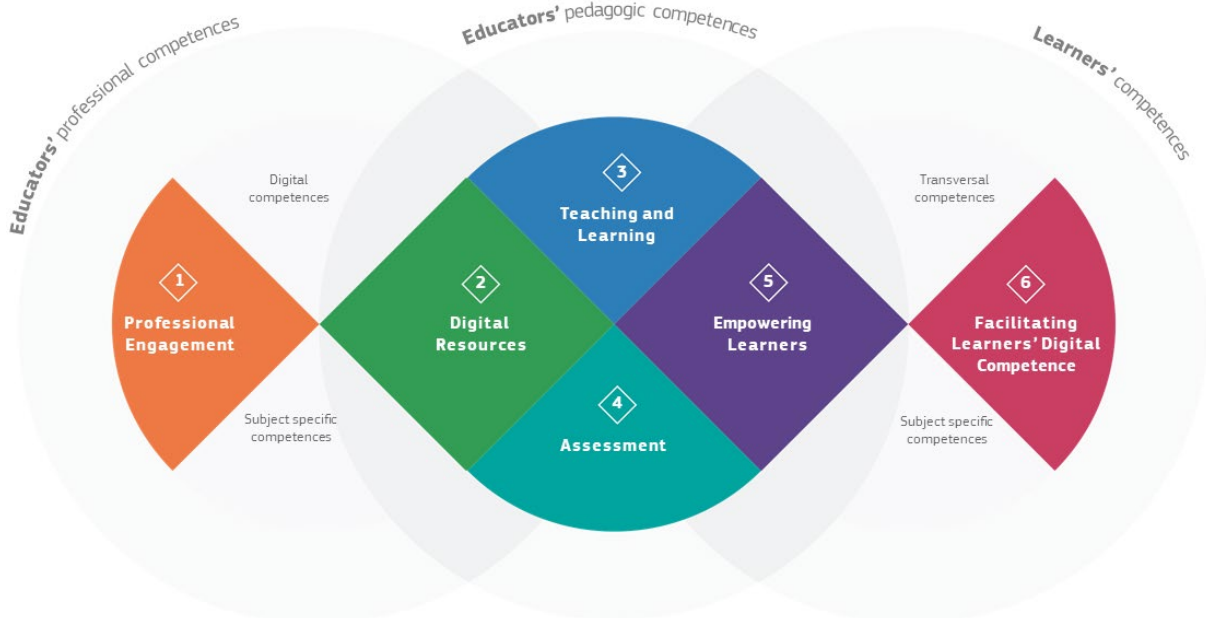 Educators' professional competences
Educators' pedagogic competences
Learners' competences
Digital
competences
Subject specific
competences
1
Professional
Engagement
2
Digital
Resources
3
Teaching and
Learning
4
Assessment
5
Empowering
Learners
Transversal
competences
Subject specific
competences
6
Facilitating
Learners' Digital
Competence